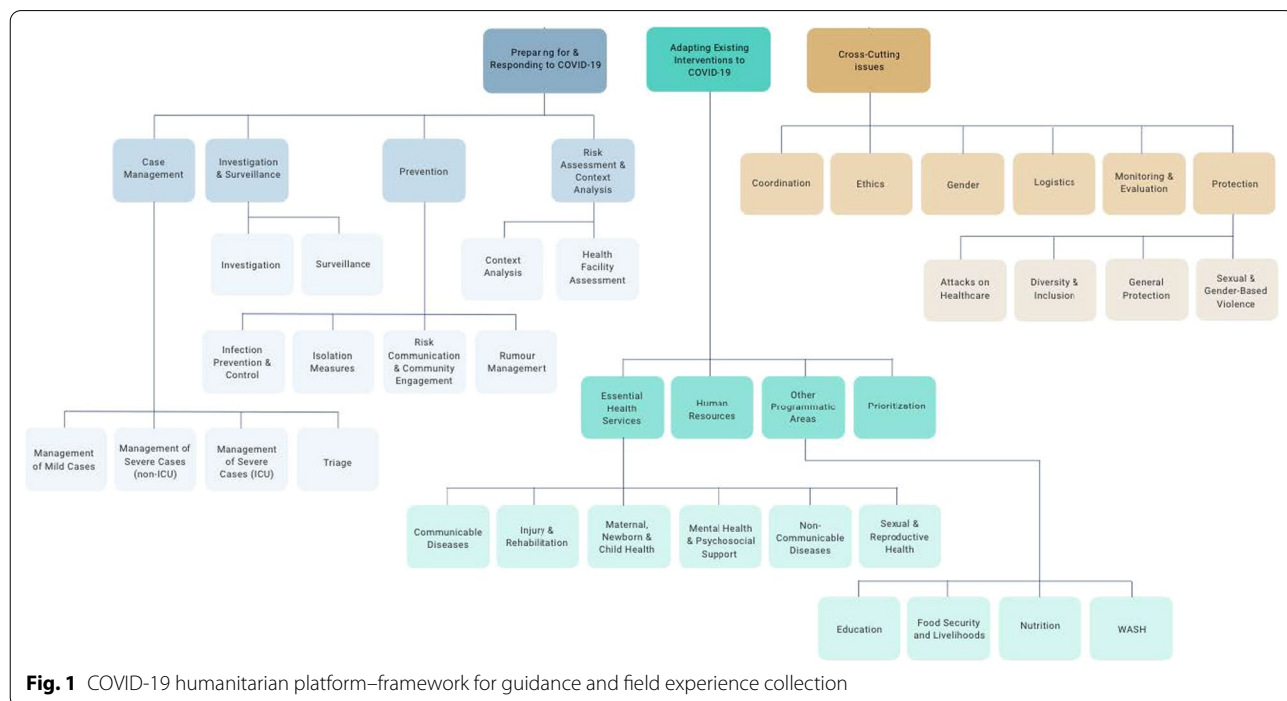 Preparing for &
Responding to COVID-19
Adapting Existing
Interventions to
COVID-19
Cross-Cutting
issues
Case
Management
Investigation
& Surveillance
Prevention
Risk
Assessment &
Context
Analysis
Coordination
Ethics
Gender
Logistics
Monitoring &
Evaluation
Protection
Investigation
Surveillance
Context
Analysis
Health
Facility
Assessment
Attacks on
Healthcare
Diversity &
Inclusion
General
Protection
Sexual &
Gender-Based
Violence
Infection
Prevention &
Control
Isolation
Measures
Risk
Communication
& Community
Engagement
Rumour
Management
Essential
Health
Services
Human
Resources
Other
Programmatic
Areas
Prioritization
Management
of Mild Cases
Management of
Severe Cases
(non-ICU)
Management
of Severe
Cases (ICU)
Triage
Communicable
Diseases
Injury &
Rehabilitation
Maternal,
Newborn &
Child Health
Mental Health
& Psychosocial
Support
Non-
Communicable
Diseases
Sexual &
Reproductive
Health
Education
Food Security
and Livelihoods
Nutrition
WASH
Fig. 1 COVID-19 humanitarian platform–framework for guidance and field experience collection